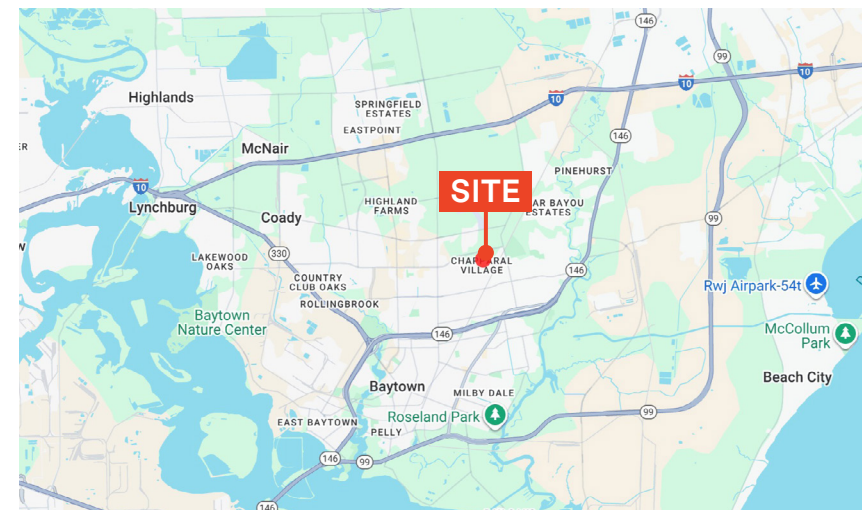 146
99
10
10
Highlands
10
SPRINGFIELD
ESTATES
EASTPOINT
146
ER
McNair
PINEHURST
SITE
10
Lynchburg
HIGHLAND
FARMS
AR BAYOU
ESTATES
Coady
99
330
LAKEWOOD
OAKS
CHAPARRAL
VILLAGE
146
COUNTRY
CLUB OAKS
Rwj Airpark-54t
ROLLINGBROOK
Baytown
Nature Center
146
McCollum
Park
Beach City
Baytown
MILBY DALE
99
Roseland Park
EAST BAYTOWN
PELLY
146
99
146